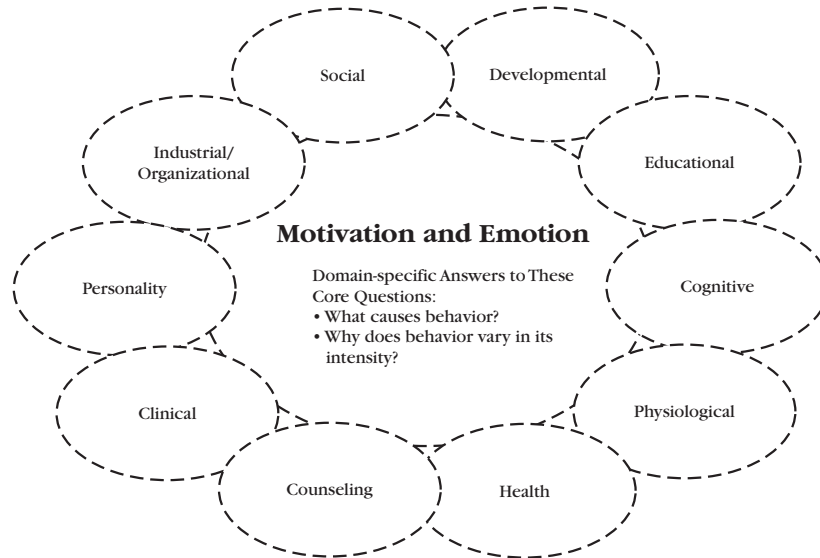 Social
Developmental
Industrial/
Organizational
Educational
Motivation and Emotion
Domain-specific Answers to These
Core Questions:
• What causes behavior?
• Why does behavior vary in its
intensity?
Personality
Cognitive
Clinical
Physiological
Counseling
Health